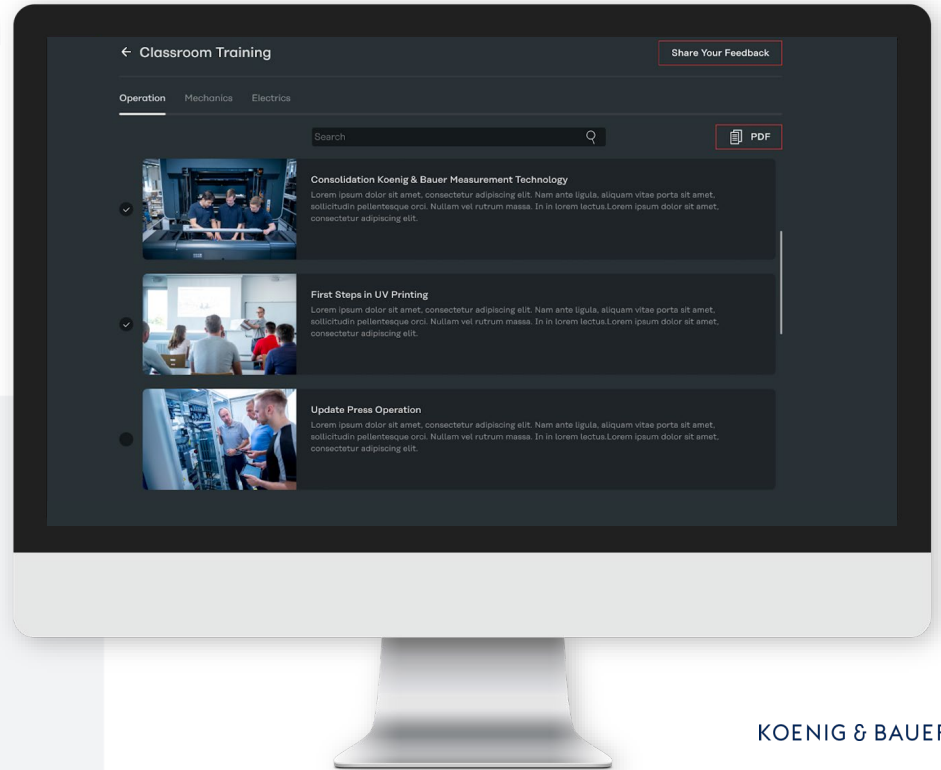 ← Classroom Training
Share Your Feedback
Operation Mechanics Electrics
Search
PDF
Consolidation Koenig & Bauer Measurement Technology
Lorem ipsum dolor sit amet, consectetur adipiscing elit. Nam ante ligula, aliquam vitae porta sit amet,
sollicitudin pellentesque orci. Nullam vel rutrum massa. In in lorem lectus.Lorem ipsum dolor sit amet,
consectetur adipiscing elit.
First Steps in UV Printing
Lorem ipsum dolor sit amet, consectetur adipiscing elit. Nam ante ligula, aliquam vitae porta sit amet,
sollicitudin pellentesque orci. Nullam vel rutrum massa. In in lorem lectus.Lorem ipsum dolor sit amet,
consectetur adipiscing elit.
Update Press Operation
Lorem ipsum dolor sit amet, consectetur adipiscing elit. Nam ante ligula, aliquam vitae porta sit amet,
sollicitudin pellentesque orci. Nullam vel rutrum massa. In in lorem lectus.Lorem ipsum dolor sit amet,
consectetur adipiscing elit.
KOENIG & BAUER